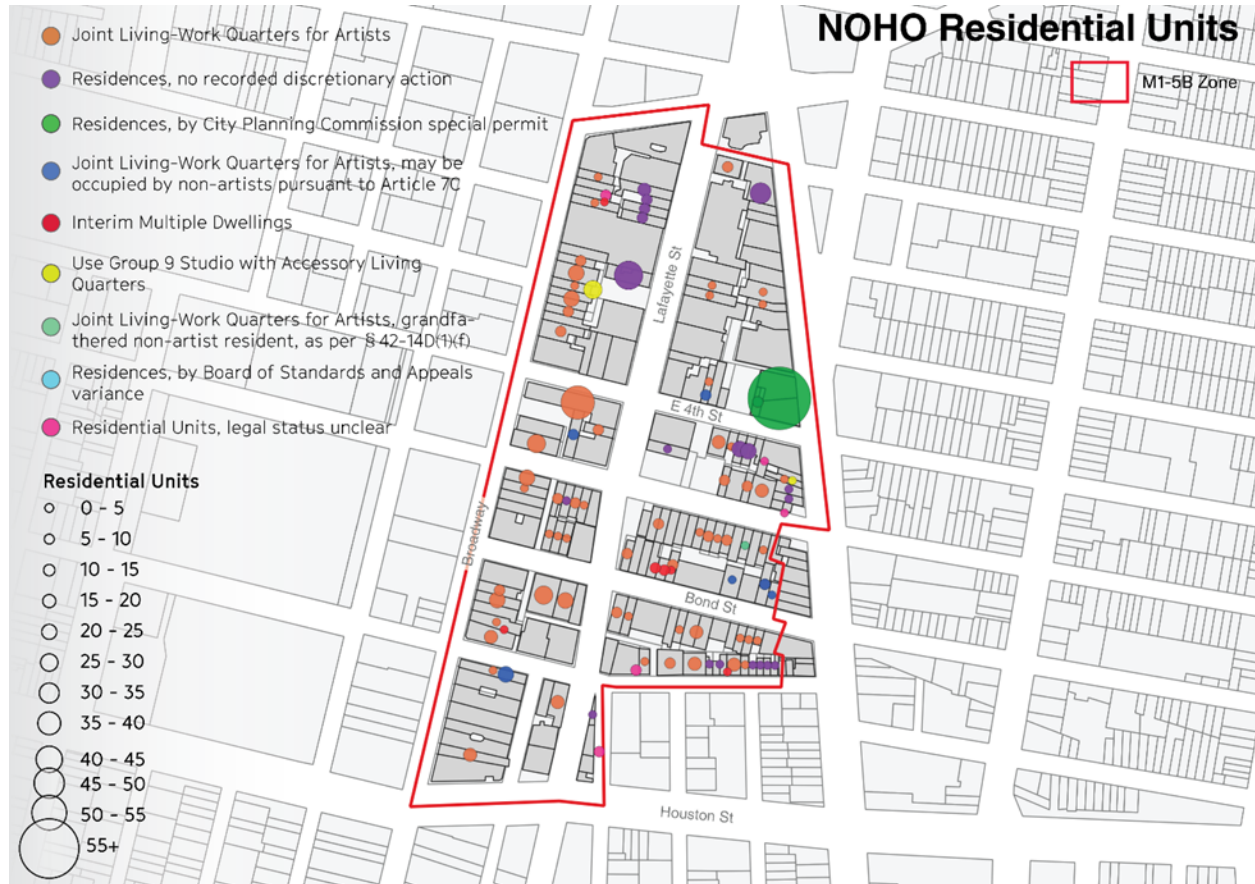 NOHO Residential Units
M1-5B Zone
Joint Living-Work Quarters for Artists
Residences, no recorded discretionary action
Residences, by City Planning Commission special permit
Joint Living-Work Quarters for Artists, may be
occupied by non-artists pursuant to Article 7C
Interim Multiple Dwellings
Use Group 9 Studio with Accessory Living
Quarters
Joint Living-Work Quarters for Artists, grandfa-
thered non-artist resident, as per §42-14D(1)(f)
Residences, by Board of Standards and Appeals
variance
Residential Units, legal status unclear
Residential Units
0 - 5
5 - 10
10 - 15
15 - 20
20 - 25
25 - 30
30 - 35
35 - 40
40 - 45
45 - 50
50 - 55
55+
Lafayette St
E 4th St
Broadway
Bond St
Houston St